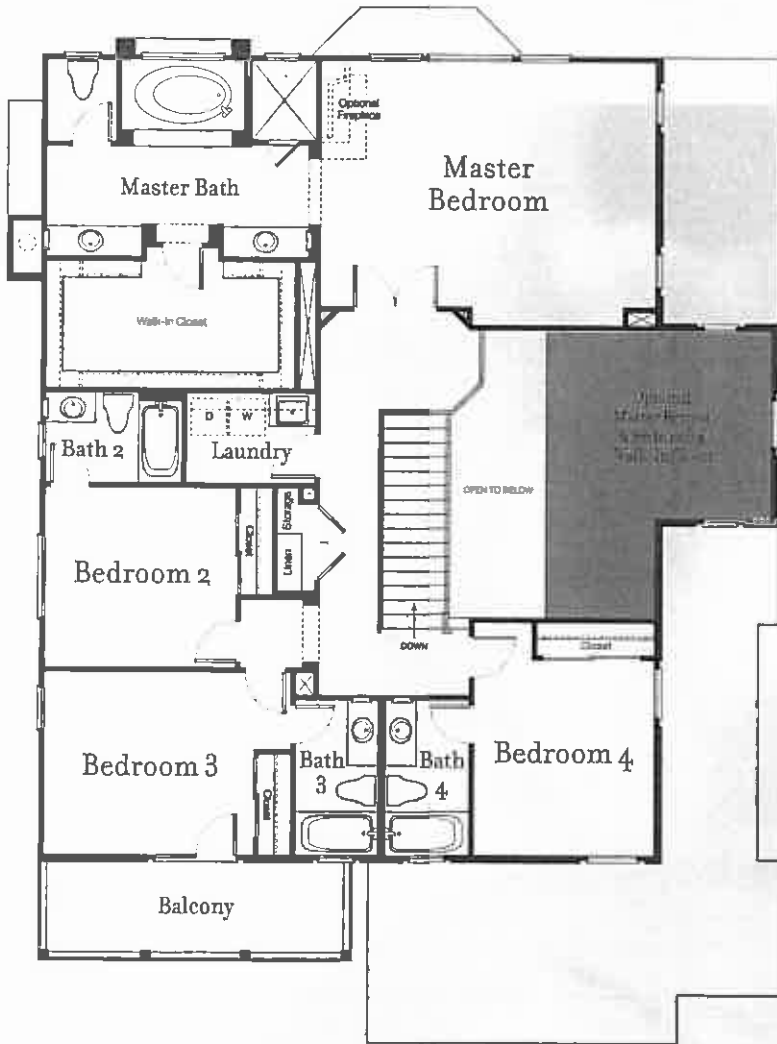 Optional
Fireplace
Master
Bedroom
Master Bath
Walk-In Closet
D
W
Bath 2
Laundry
Optional
OPEN TO BELOW
Storage
Closet
Linen
Bedroom 2
DOWN
Closet
Bedroom 3
Bath
3
Bath
4
Bedroom 4
Closet
Balcony